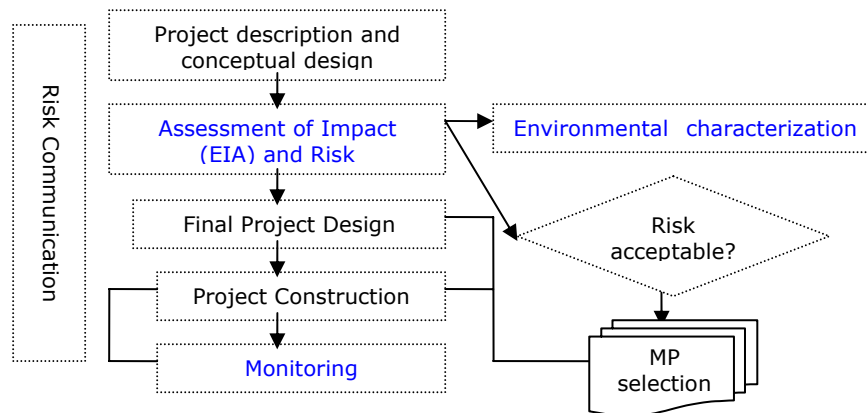 Risk Communication
Project description and
conceptual design
Assessment of Impact
(EIA) and Risk
Environmental characterization
Final Project Design
Risk
acceptable?
Project Construction
Monitoring
MP
selection